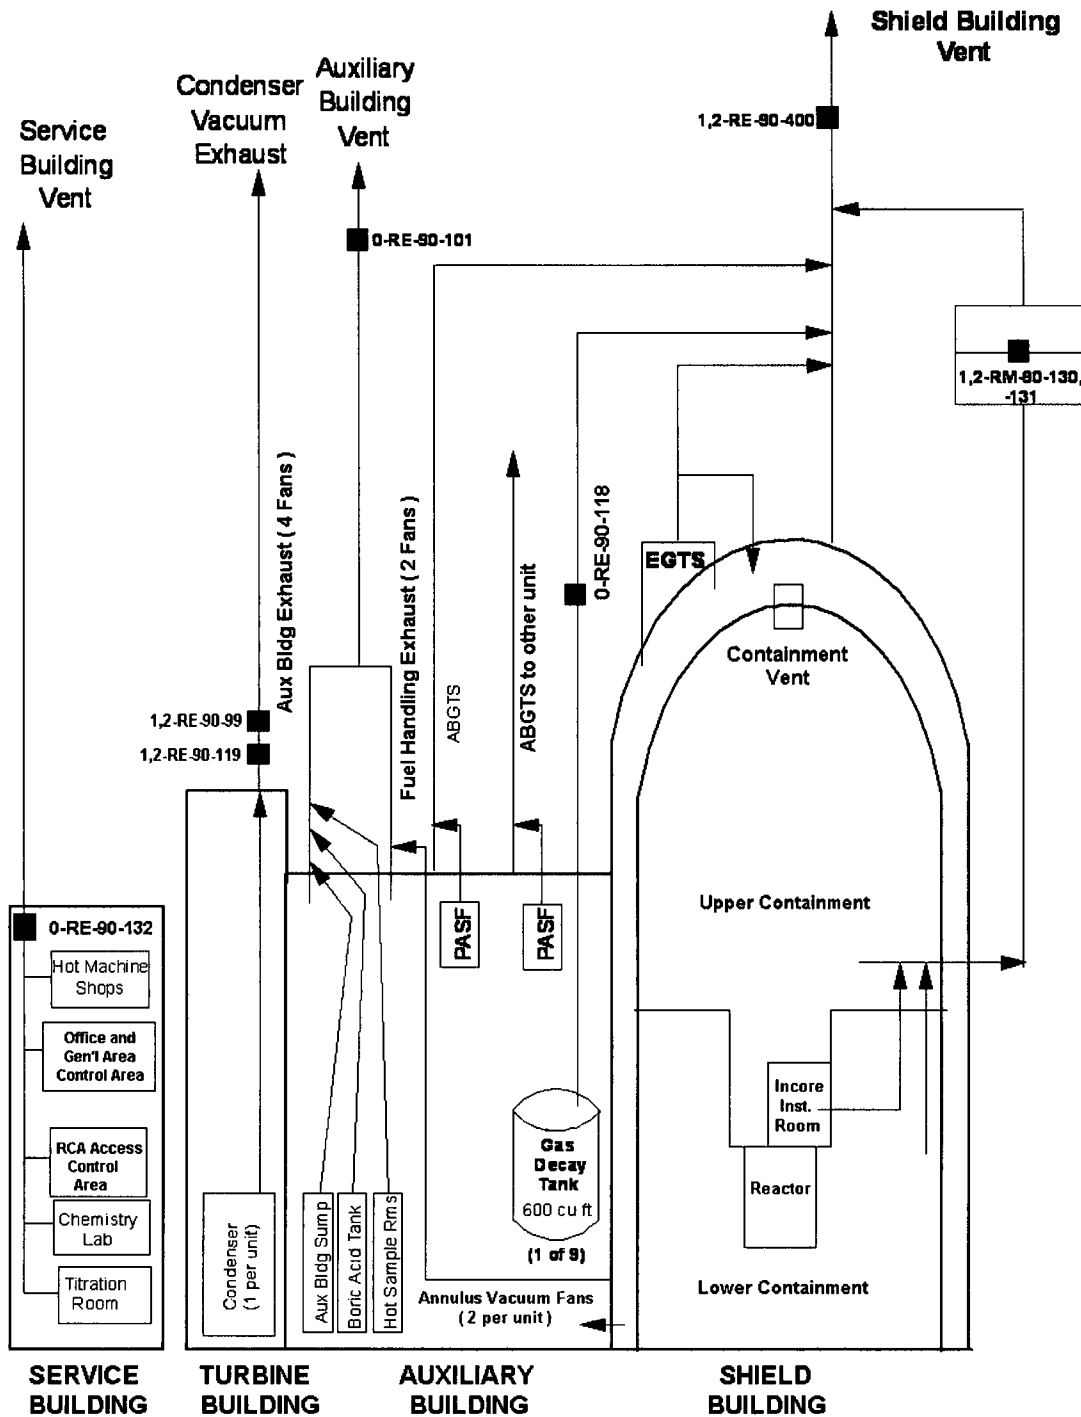 Shield Building
Vent
Condenser
Vacuum
Exhaust
Auxiliary
Building
Vent
Service
Building
Vent
1,2-RE-90-400
0-RE-90-101
1,2-RM-90-130,
-131
Aux Bldg Exhaust ( 4 Fans )
Fuel Handling Exhaust ( 2 Fans )
ABGTS
ABGTS to other unit
0-RE-90-118
EGTS
Containment
Vent
1,2-RE-90-99
1,2-RE-90-119
0-RE-90-132
Hot Machine
Shops
Office and
Gen'l Area
Control Area
RCA Access
Control
Area
Chemistry
Lab
Titration
Room
Condenser
(1 per unit)
Aux Bldg Sump
Boric Acid Tank
Hot Sample Rms
PASF
PASF
Gas
Decay
Tank
600 cu ft
(1 of 9)
Annulus Vacuum Fans
( 2 per unit )
Upper Containment
Incore
Inst.
Room
Reactor
Lower Containment
SERVICE
BUILDING
TURBINE
BUILDING
AUXILIARY
BUILDING
SHIELD
BUILDING